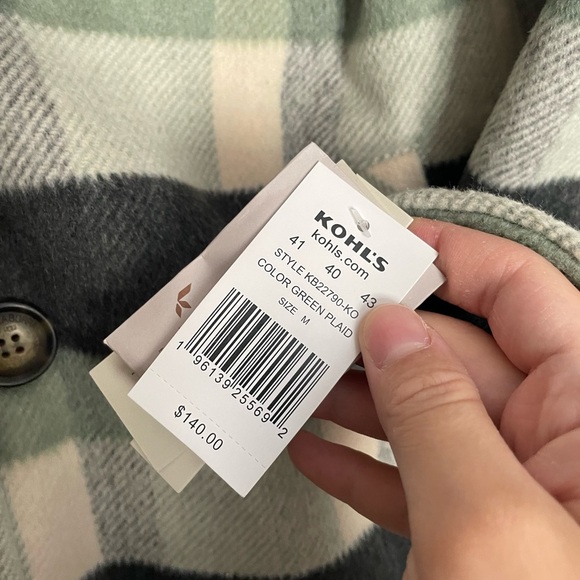 KOHL'S
kohls.com
41 40 43
STYLE KB22790-KO
COLOR GREEN PLAID
SIZE M
1 96139 25569 2
$140.00